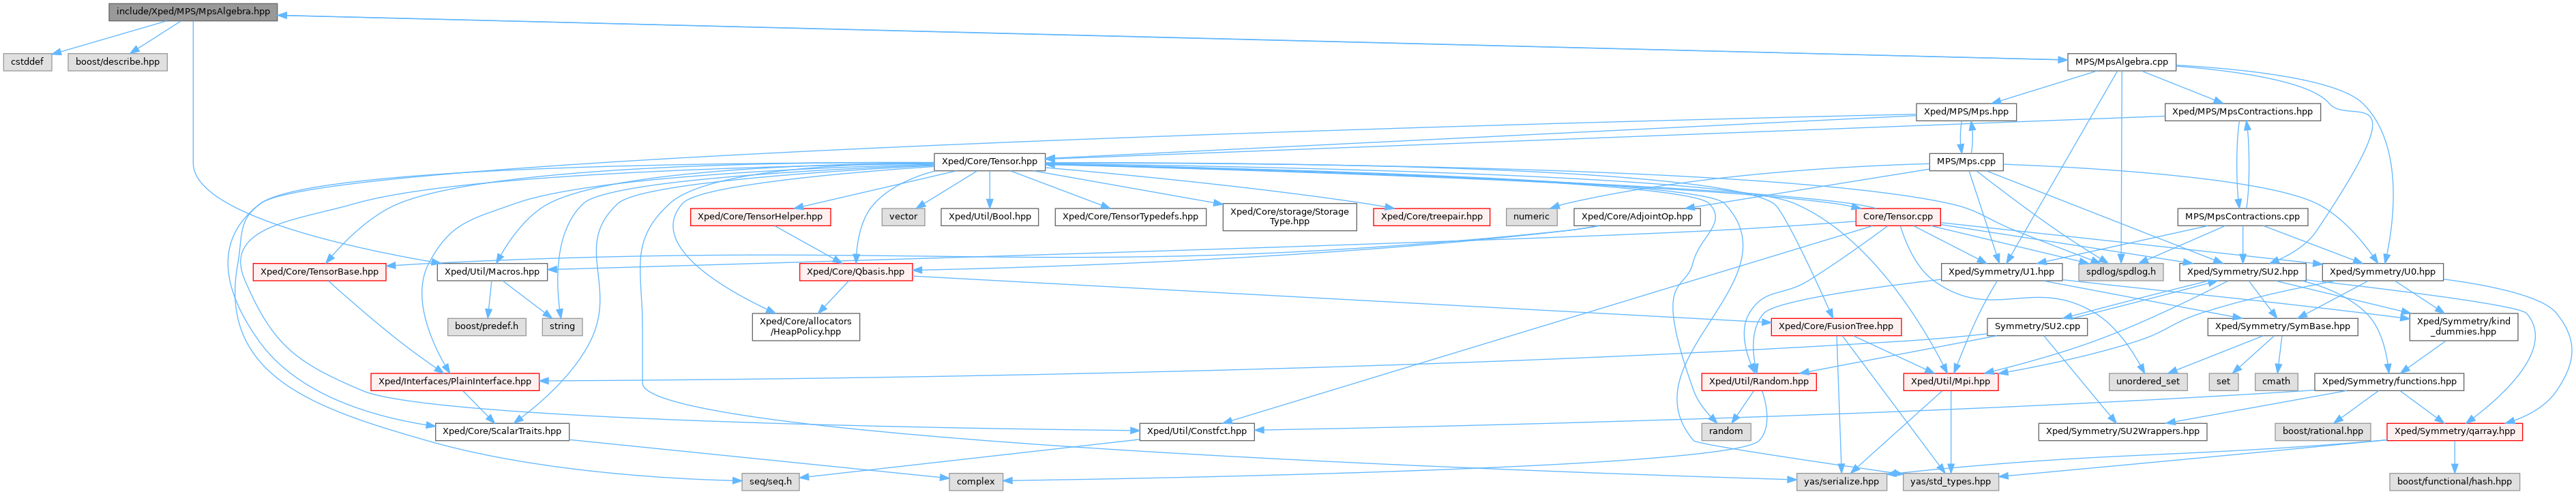 include/Xped/MPS/MpsAlgebra.hpp
cstddef
boost/describe.hpp
MPS/MpsAlgebra.cpp
Xped/MPS/Mps.hpp
Xped/MPS/MpsContractions.hpp
Xped/Core/Tensor.hpp
MPS/Mps.cpp
Xped/Core/TensorHelper.hpp
vector
Xped/Util/Bool.hpp
Xped/Core/TensorTypedefs.hpp
Xped/Core/storage/Storage
Type.hpp
Xped/Core/treepair.hpp
numeric
Xped/Core/AdjointOp.hpp
Core/Tensor.cpp
MPS/MpsContractions.cpp
Xped/Core/TensorBase.hpp
Xped/Util/Macros.hpp
Xped/Core/Qbasis.hpp
Xped/Symmetry/U1.hpp
spdlog/spdlog.h
Xped/Symmetry/SU2.hpp
Xped/Symmetry/U0.hpp
boost/predef.h
string
Xped/Core/allocators
/HeapPolicy.hpp
Xped/Core/FusionTree.hpp
Symmetry/SU2.cpp
Xped/Symmetry/SymBase.hpp
Xped/Symmetry/kind
_dummies.hpp
Xped/Interfaces/PlainInterface.hpp
Xped/Util/Random.hpp
Xped/Util/Mpi.hpp
unordered_set
set
cmath
Xped/Symmetry/functions.hpp
Xped/Core/ScalarTraits.hpp
Xped/Util/Constfct.hpp
random
Xped/Symmetry/SU2Wrappers.hpp
boost/rational.hpp
Xped/Symmetry/qarray.hpp
seq/seq.h
complex
yas/serialize.hpp
yas/std_types.hpp
boost/functional/hash.hpp